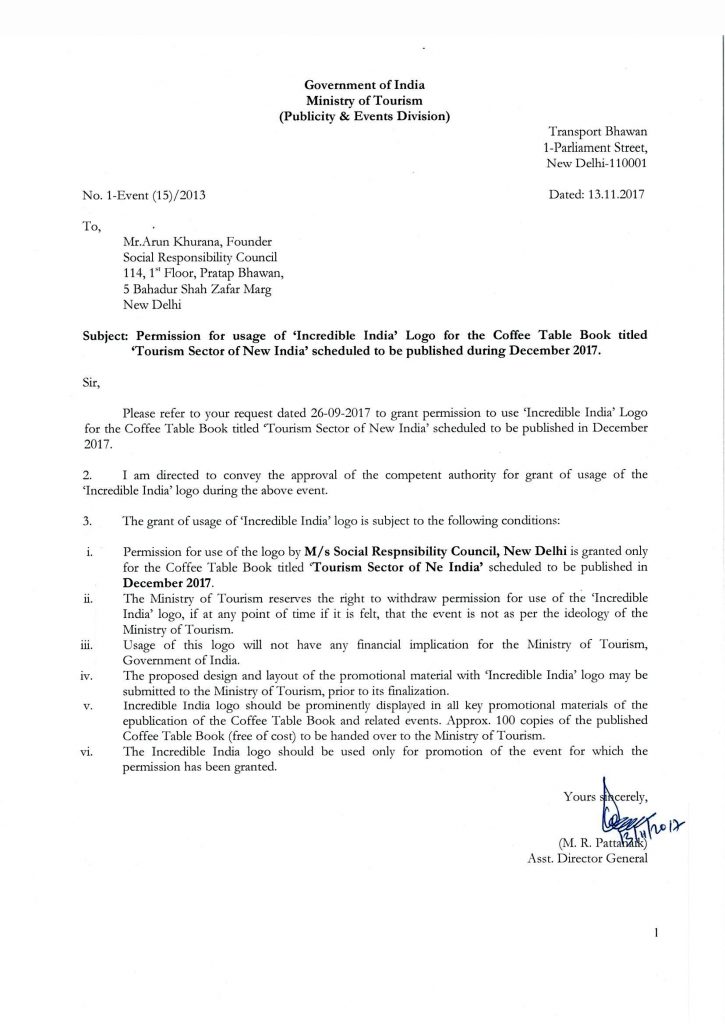 Government of India
Ministry of Tourism
(Publicity & Events Division)
Transport Bhawan
1-Parliament Street,
New Delhi-110001
No. 1-Event (15)/2013 Dated: 13.11.2017
To,
Mr.Arun Khurana, Founder
Social Responsibility Council
114, 1st Floor, Pratap Bhawan,
5 Bahadur Shah Zafar Marg
New Delhi
Subject: Permission for usage of ‘Incredible India’ Logo for the Coffee Table Book titled
‘Tourism Sector of New India’ scheduled to be published during December 2017.
Sir,
Please refer to your request dated 26-09-2017 to grant permission to use ‘Incredible India’ Logo
for the Coffee Table Book titled ‘Tourism Sector of New India’ scheduled to be published in December
2017.
2. I am directed to convey the approval of the competent authority for grant of usage of the
‘Incredible India’ logo during the above event.
3. The grant of usage of ‘Incredible India’ logo is subject to the following conditions:
i. Permission for use of the logo by M/s Social Respnsibility Council, New Delhi is granted only
for the Coffee Table Book titled ‘Tourism Sector of Ne India’ scheduled to be published in
December 2017.
ii. The Ministry of Tourism reserves the right to withdraw permission for use of the ‘Incredible
India’ logo, if at any point of time if it is felt, that the event is not as per the ideology of the
Ministry of Tourism.
iii. Usage of this logo will not have any financial implication for the Ministry of Tourism,
Government of India.
iv. The proposed design and layout of the promotional material with ‘Incredible India’ logo may be
submitted to the Ministry of Tourism, prior to its finalization.
v. Incredible India logo should be prominently displayed in all key promotional materials of the
epublication of the Coffee Table Book and related events. Approx. 100 copies of the published
Coffee Table Book (free of cost) to be handed over to the Ministry of Tourism.
vi. The Incredible India logo should be used only for promotion of the event for which the
permission has been granted.
Yours sincerely,
13/11/2017
(M. R. Pattanaik)
Asst. Director General
1